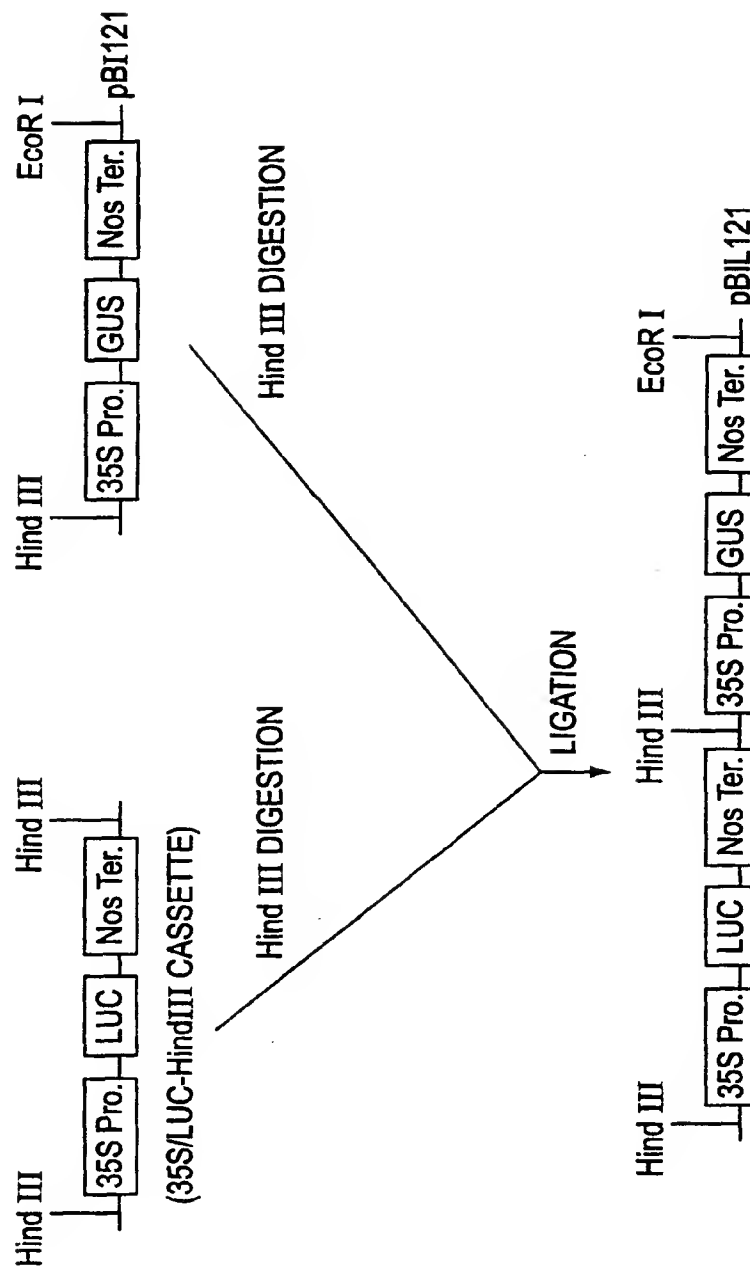 Hind III
35S Pro.
LUC
Nos Ter.
Hind III
(35S/LUC-HindIII CASSETTE)
Hind III
35S Pro.
GUS
Nos Ter.
EcoR I
pBI121
Hind III DIGESTION
Hind III DIGESTION
LIGATION
Hind III
35S Pro.
LUC
Nos Ter.
Hind III
35S Pro.
GUS
Nos Ter.
EcoR I
pBIL121